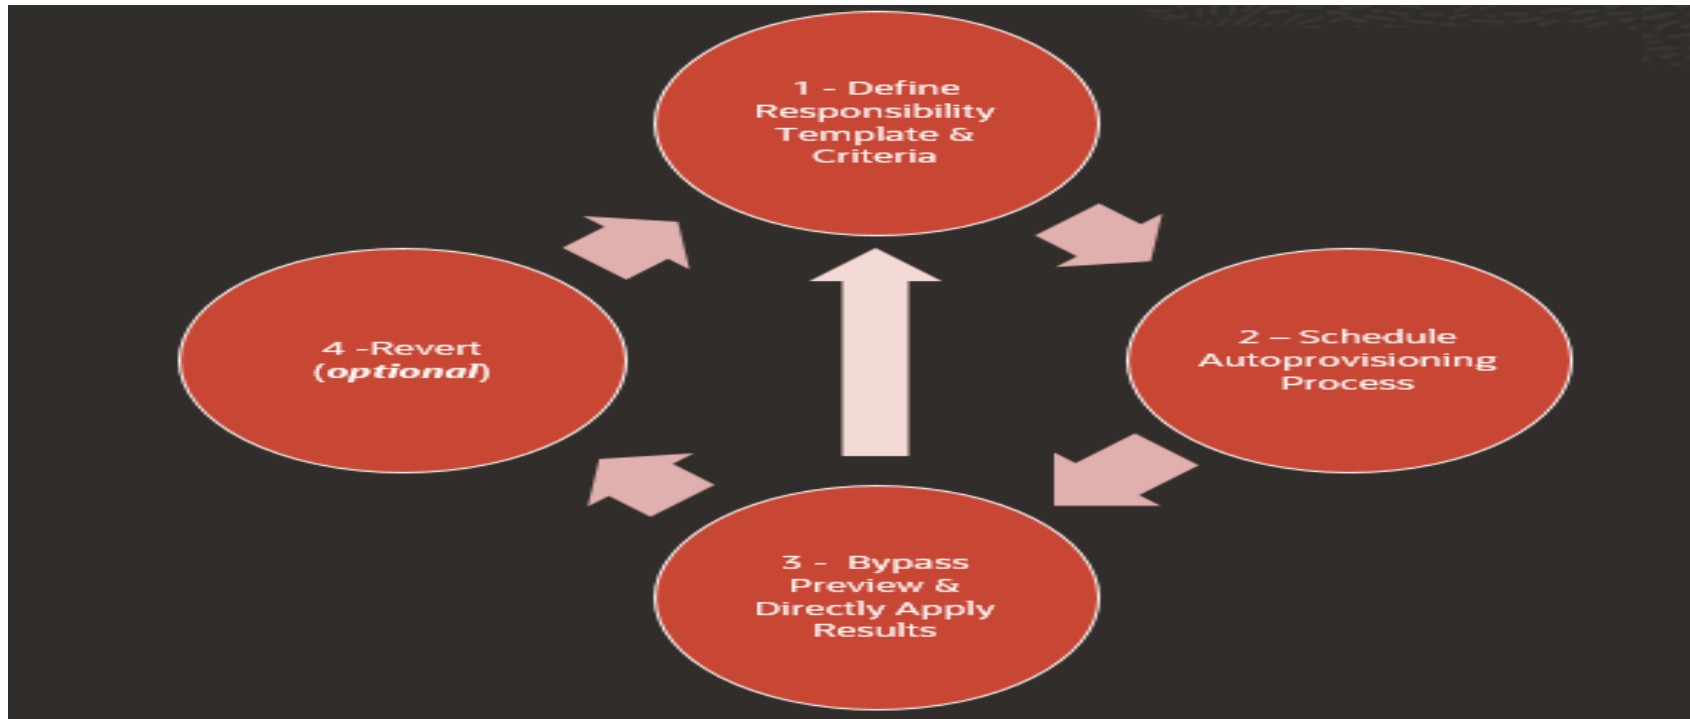 1 - Define
Responsibility
Template &
Criteria
2 – Schedule
Autoprovisioning
Process
3 - Bypass
Preview &
Directly Apply
Results
4 -Revert
(optional)